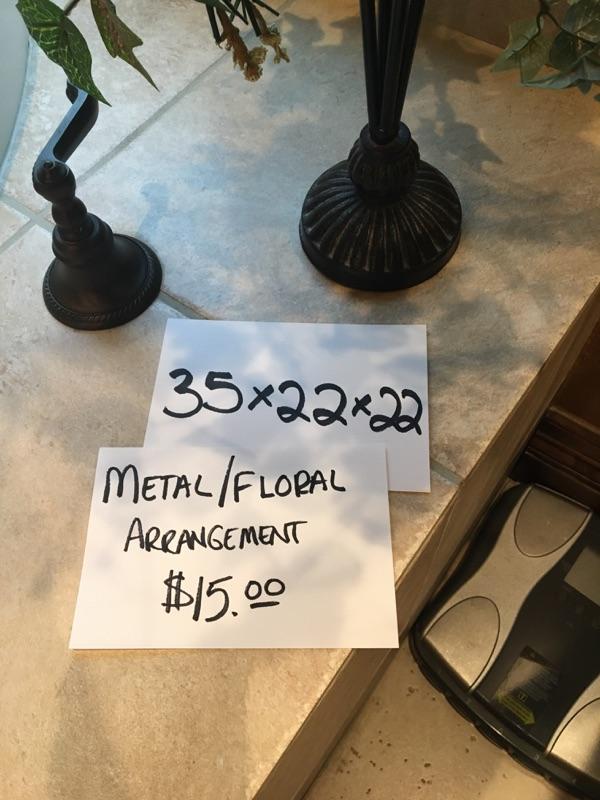 35×22×22
METAL/FLORAL
ARRANGEMENT
$15.00